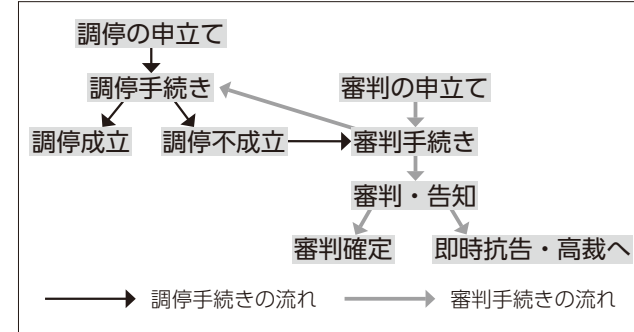 調停の申立て
調停手続き
審判の申立て
調停成立
調停不成立
審判手続き
審判・告知
審判確定
即時抗告・高裁へ
調停手続きの流れ
審判手続きの流れ